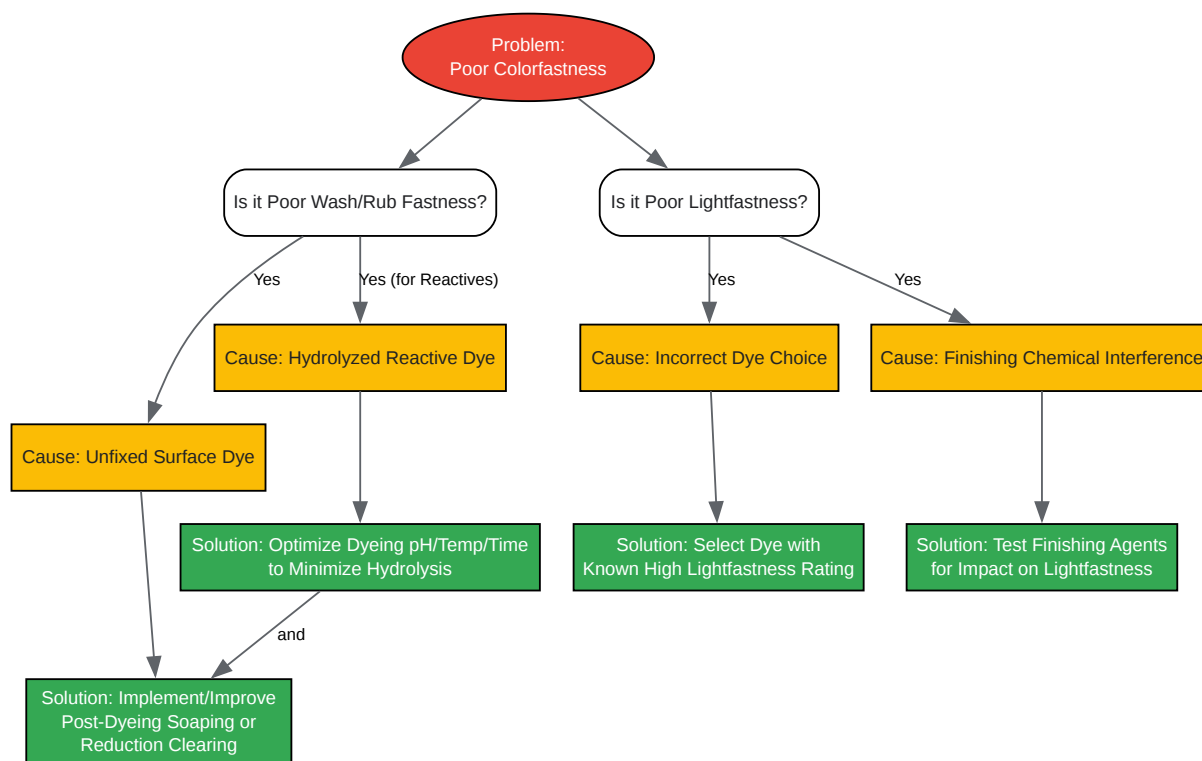 Problem:
Poor Colorfastness
Is it Poor Wash/Rub Fastness?
Is it Poor Lightfastness?
Yes
Yes (for Reactives)
Yes
Yes
Cause: Hydrolyzed Reactive Dye
Cause: Incorrect Dye Choice
Cause: Finishing Chemical Interference
Cause: Unfixed Surface Dye
Solution: Optimize Dyeing pH/Temp/Time
to Minimize Hydrolysis
Solution: Select Dye with
Known High Lightfastness Rating
Solution: Test Finishing Agents
for Impact on Lightfastness
and
Solution: Implement/Improve
Post-Dyeing Soaping or
Reduction Clearing